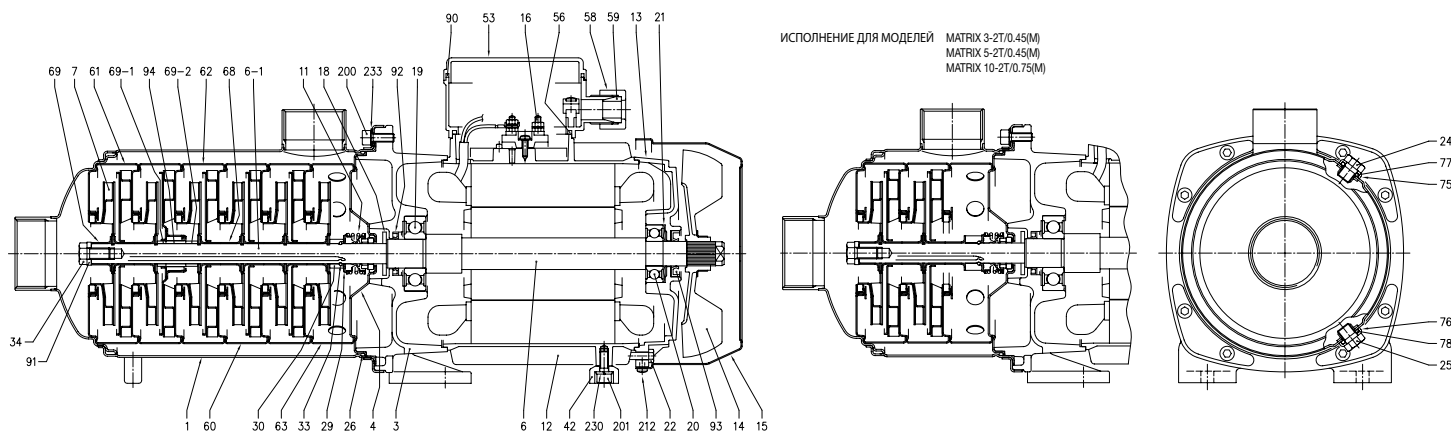 90 53 16 56 58 59 13 21
ИСПОЛНЕНИЕ ДЛЯ МОДЕЛЕЙ MATRIX 3-2T/0.45(M)
MATRIX 5-2T/0.45(M)
MATRIX 10-2T/0.75(M)
69 7 61 69-1 94 69-2 62 68 6-1 11 18 200 233 92 19
24
77
75
34
91
76
78
25
1 60 30 63 33 29 26 4 3 6 12 42 230 201 212 22 20 93 14 15